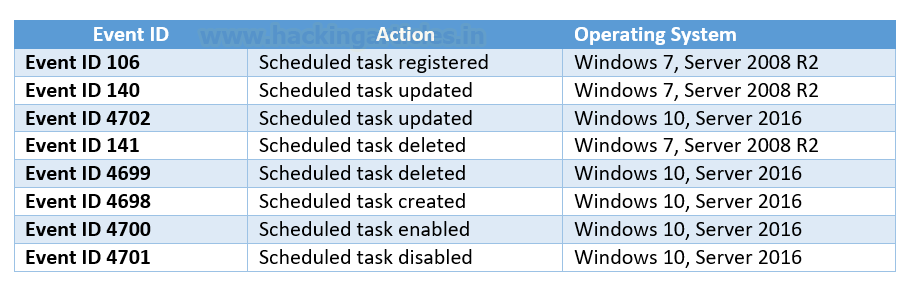 Event ID Action Operating System
www.hackingarticles.in
Event ID 106 Scheduled task registered Windows 7, Server 2008 R2
Event ID 140 Scheduled task updated Windows 7, Server 2008 R2
Event ID 4702 Scheduled task updated Windows 10, Server 2016
Event ID 141 Scheduled task deleted Windows 7, Server 2008 R2
Event ID 4699 Scheduled task deleted Windows 10, Server 2016
Event ID 4698 Scheduled task created Windows 10, Server 2016
Event ID 4700 Scheduled task enabled Windows 10, Server 2016
Event ID 4701 Scheduled task disabled Windows 10, Server 2016